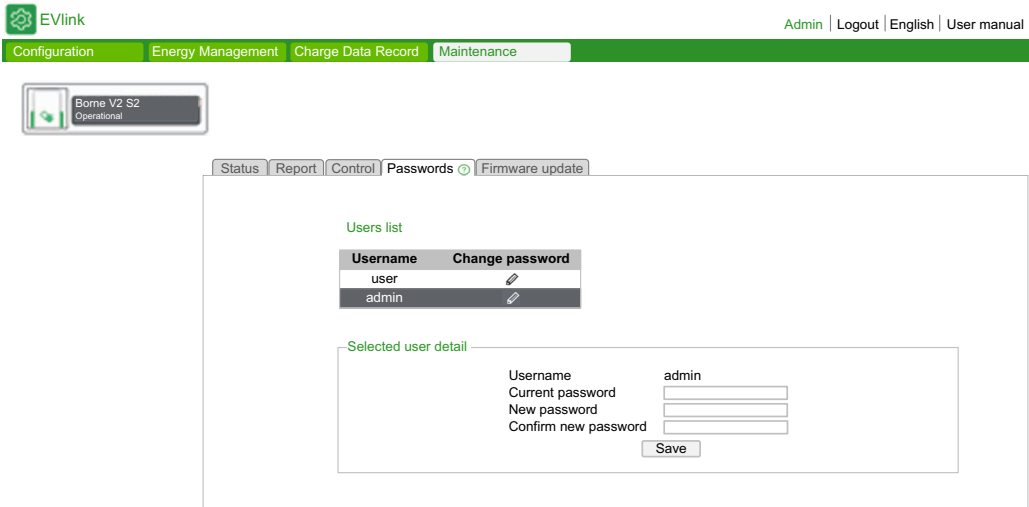 EVlink
Admin | Logout | English | User manual
Configuration Energy Management Charge Data Record Maintenance
Borne V2 S2
Operational
Status Report Control Passwords ? Firmware update
Users list
Username Change password
user
admin
Selected user detail
Username admin
Current password
New password
Confirm new password
Save